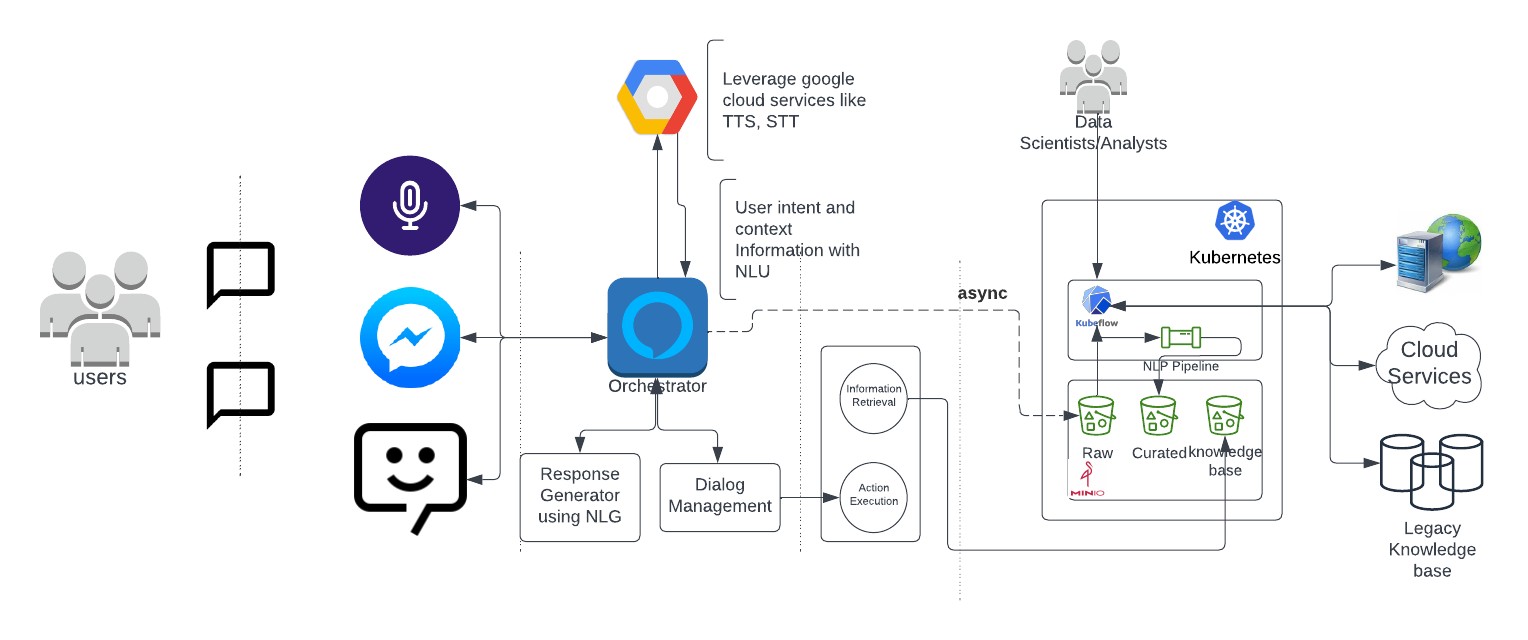 users
Leverage google
cloud services like
TTS, STT
User intent and
context
Information with
NLU
Orchestrator
Response
Generator
using NLG
Dialog
Management
Information
Retrieval
Action
Execution
async
Data
Scientists/Analysts
Kubernetes
Kubeflow
NLP Pipeline
Raw
Curated
knowledge
base
MINIO
Cloud
Services
Legacy
Knowledge
base